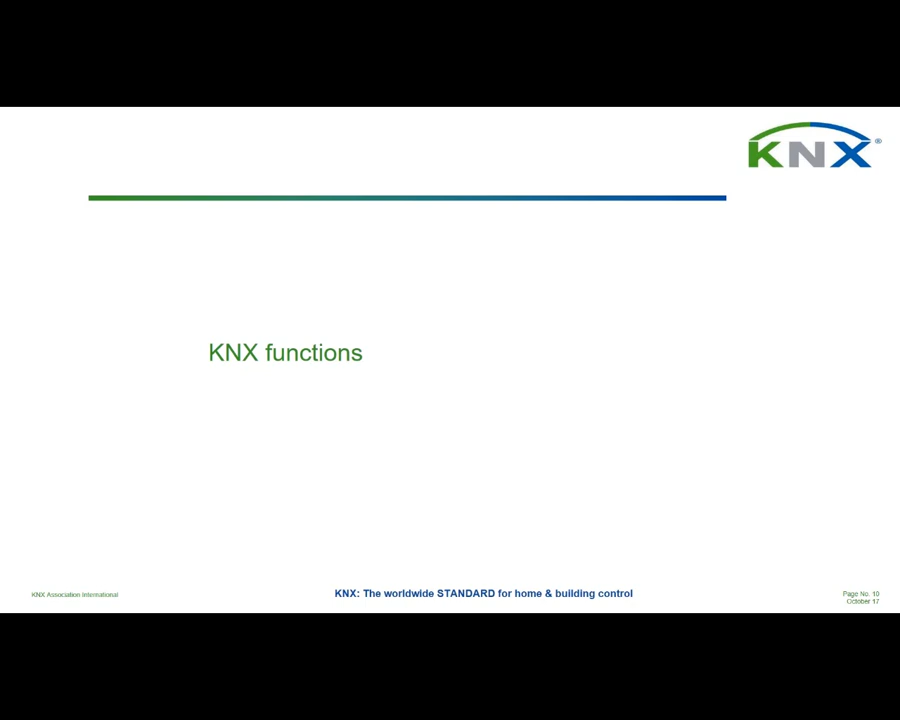 KNX®
KNX functions
KNX Association International
KNX: The worldwide STANDARD for home & building control
Page No. 10
October 17